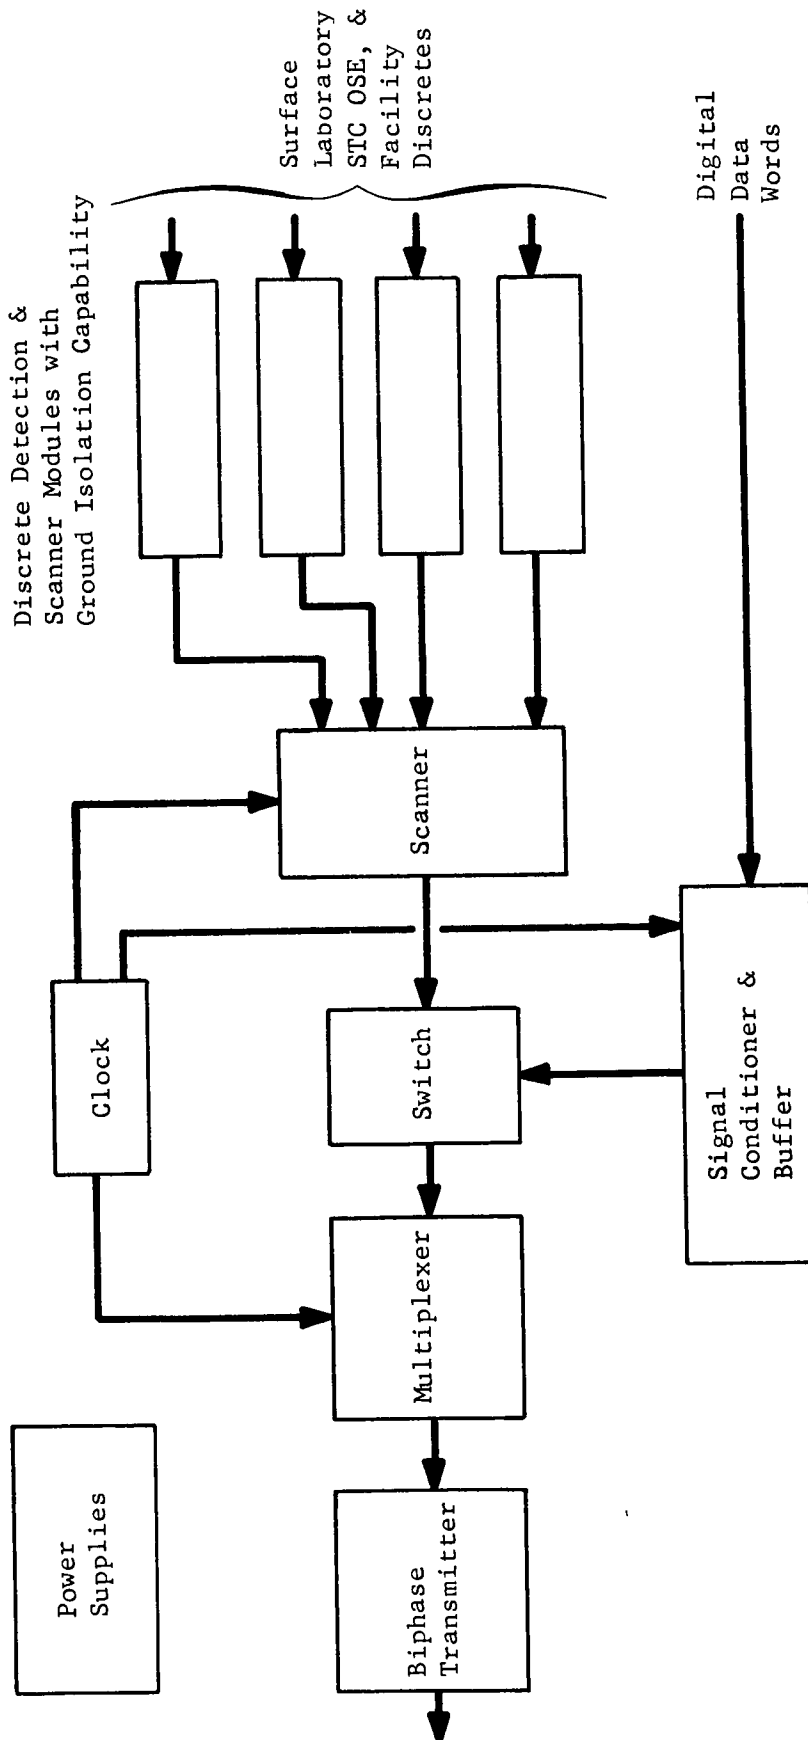 Discrete Detection &
Scanner Modules with
Ground Isolation Capability
Surface
Laboratory
STC OSE, &
Facility
Discretes
Power
Supplies
Clock
Biphase
Transmitter
Multiplexer
Switch
Scanner
Signal
Conditioner &
Buffer
Digital
Data
Words